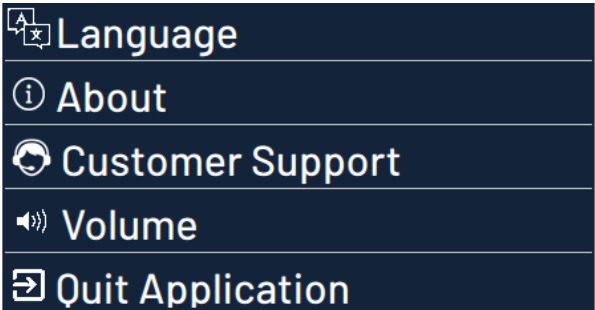 Language
About
Customer Support
Volume
Quit Application